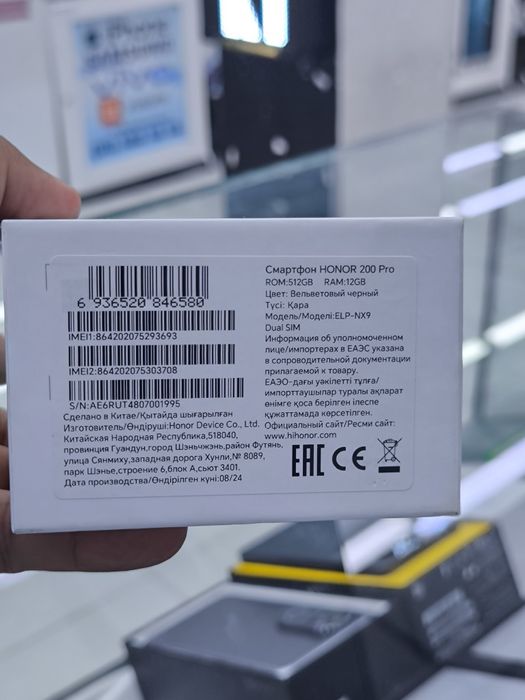 6 936520 846580
IMEI1:864202075293693
IMEI2:864202075303708
S/N:AE6RUT4807001995
Сделано в Китае/Қытайда шығарылған
Изготовитель/Өндіруші:Honor Device Co., Ltd.
Китайская Народная Республика,518040,
провинция Гуандун,город Шэньчжэнь,район Футянь,
улица Сянмиху,западная дорога Хунли,№ 8089,
парк Шэнье,строение 6,блок А,сьют 3401.
Дата производства/Өндірілген күні:08/24
Смартфон HONOR 200 Pro
ROM:512GB RAM:12GB
Цвет: Вельветовый черный
Түсі: Қара
Модель/Моделі:ELP-NX9
Dual SIM
Информация об уполномоченном
лице/импортерах в ЕАЭС указана
в сопроводительной документации
прилагаемой к товару.
ЕАЭО-дағы уәкілетті тұлға/
импорттаушылар туралы ақпарат
өнімге қоса берілген ілеспе
құжаттамада көрсетілген.
Официальный сайт/Ресми сайт:
www.hihonor.com
EAC CE